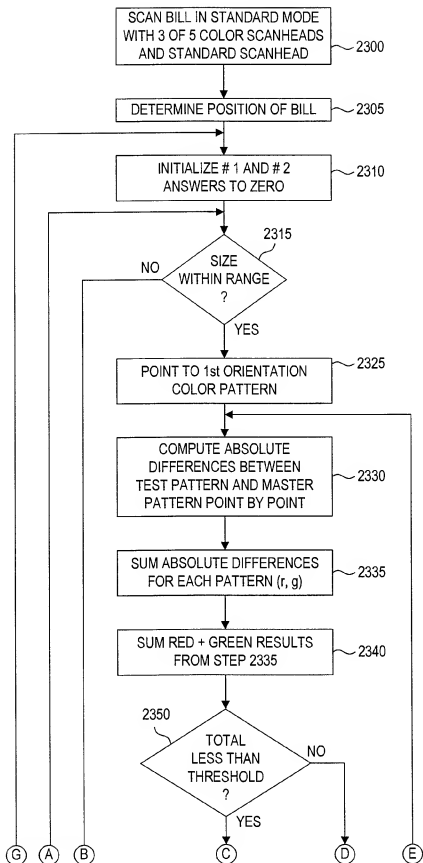 SCAN BILL IN STANDARD MODE
WITH 3 OF 5 COLOR SCANHEADS
AND STANDARD SCANHEAD
2300
DETERMINE POSITION OF BILL
2305
INITIALIZE # 1 AND # 2
ANSWERS TO ZERO
2310
2315
SIZE
WITHIN RANGE
?
NO
YES
POINT TO 1st ORIENTATION
COLOR PATTERN
2325
COMPUTE ABSOLUTE
DIFFERENCES BETWEEN
TEST PATTERN AND MASTER
PATTERN POINT BY POINT
2330
SUM ABSOLUTE DIFFERENCES
FOR EACH PATTERN (r, g)
2335
SUM RED + GREEN RESULTS
FROM STEP 2335
2340
2350
TOTAL
LESS THAN
THRESHOLD
?
NO
YES
G A B C D E